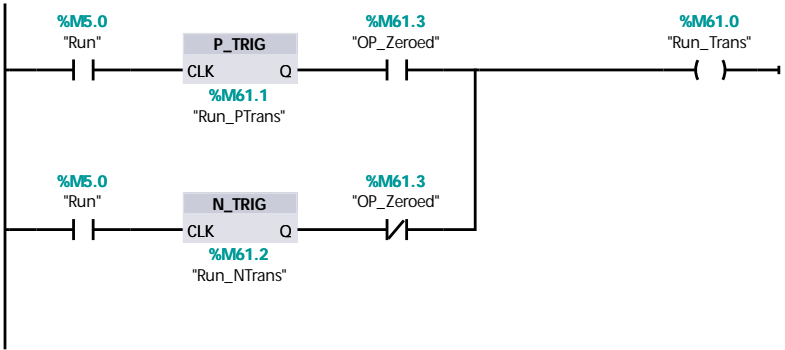 %M5.0 %M61.3 %M61.0
"Run" P_TRIG "OP_Zeroed" "Run_Trans"
CLK Q
%M61.1
"Run_PTrans"
%M5.0 %M61.3
"Run" N_TRIG "OP_Zeroed"
CLK Q
%M61.2
"Run_NTrans"